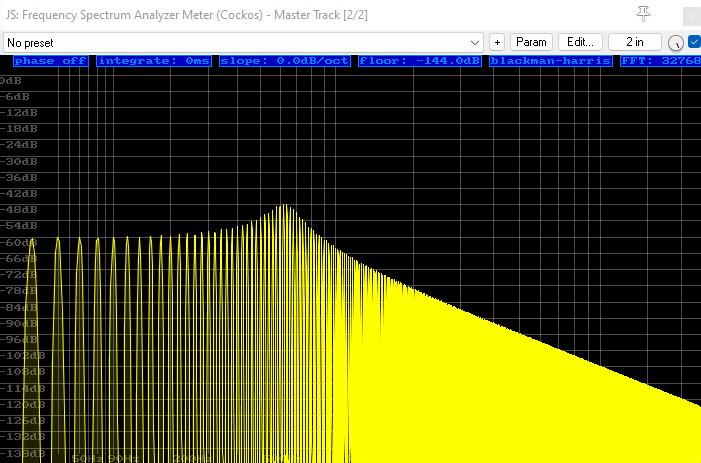 JS: Frequency Spectrum Analyzer Meter (Cockos) - Master Track [2/2]
No preset + Param Edit... 2 in
phase off integrate: 0ms slope: 0.0dB/oct floor: -144.0dB blackman-harris FFT: 32768
0dB
-6dB
-12dB
-18dB
-24dB
-30dB
-36dB
-42dB
-48dB
-54dB
-60dB
-66dB
-72dB
-78dB
-84dB
-90dB
-96dB
-102dB
-108dB
-114dB
-120dB
-126dB
-132dB
-138dB
50Hz 90Hz 200Hz